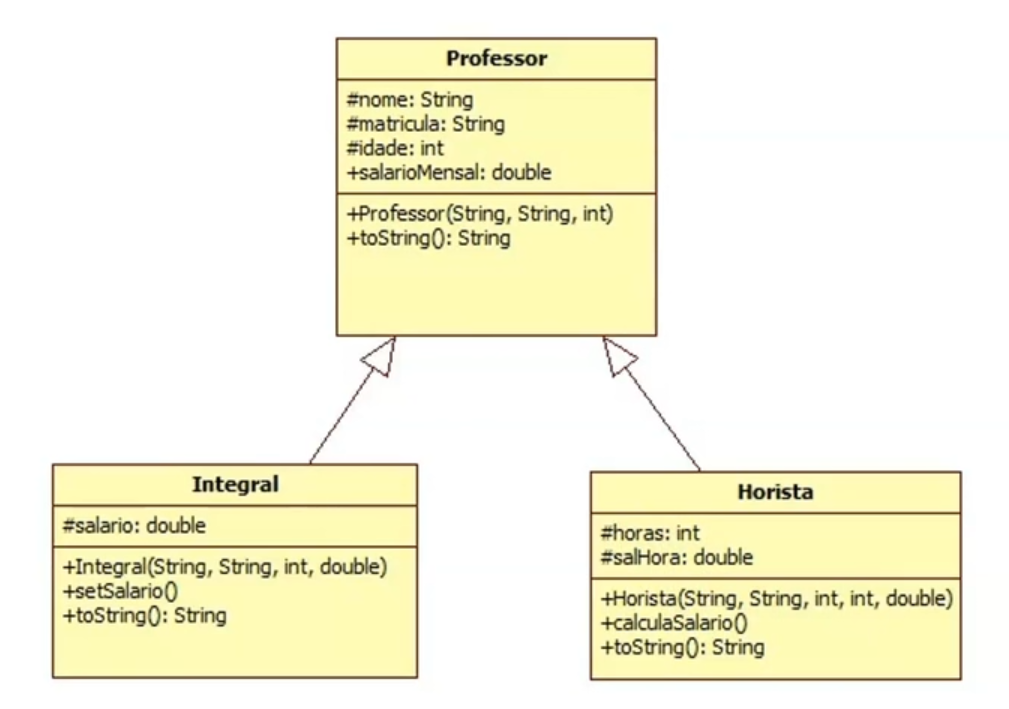 Professor
#nome: String
#matricula: String
#idade: int
+salarioMensal: double
+Professor(String, String, int)
+toString(): String
Integral
#salario: double
+Integral(String, String, int, double)
+setSalario()
+toString(): String
Horista
#horas: int
#salHora: double
+Horista(String, String, int, int, double)
+calculaSalario()
+toString(): String